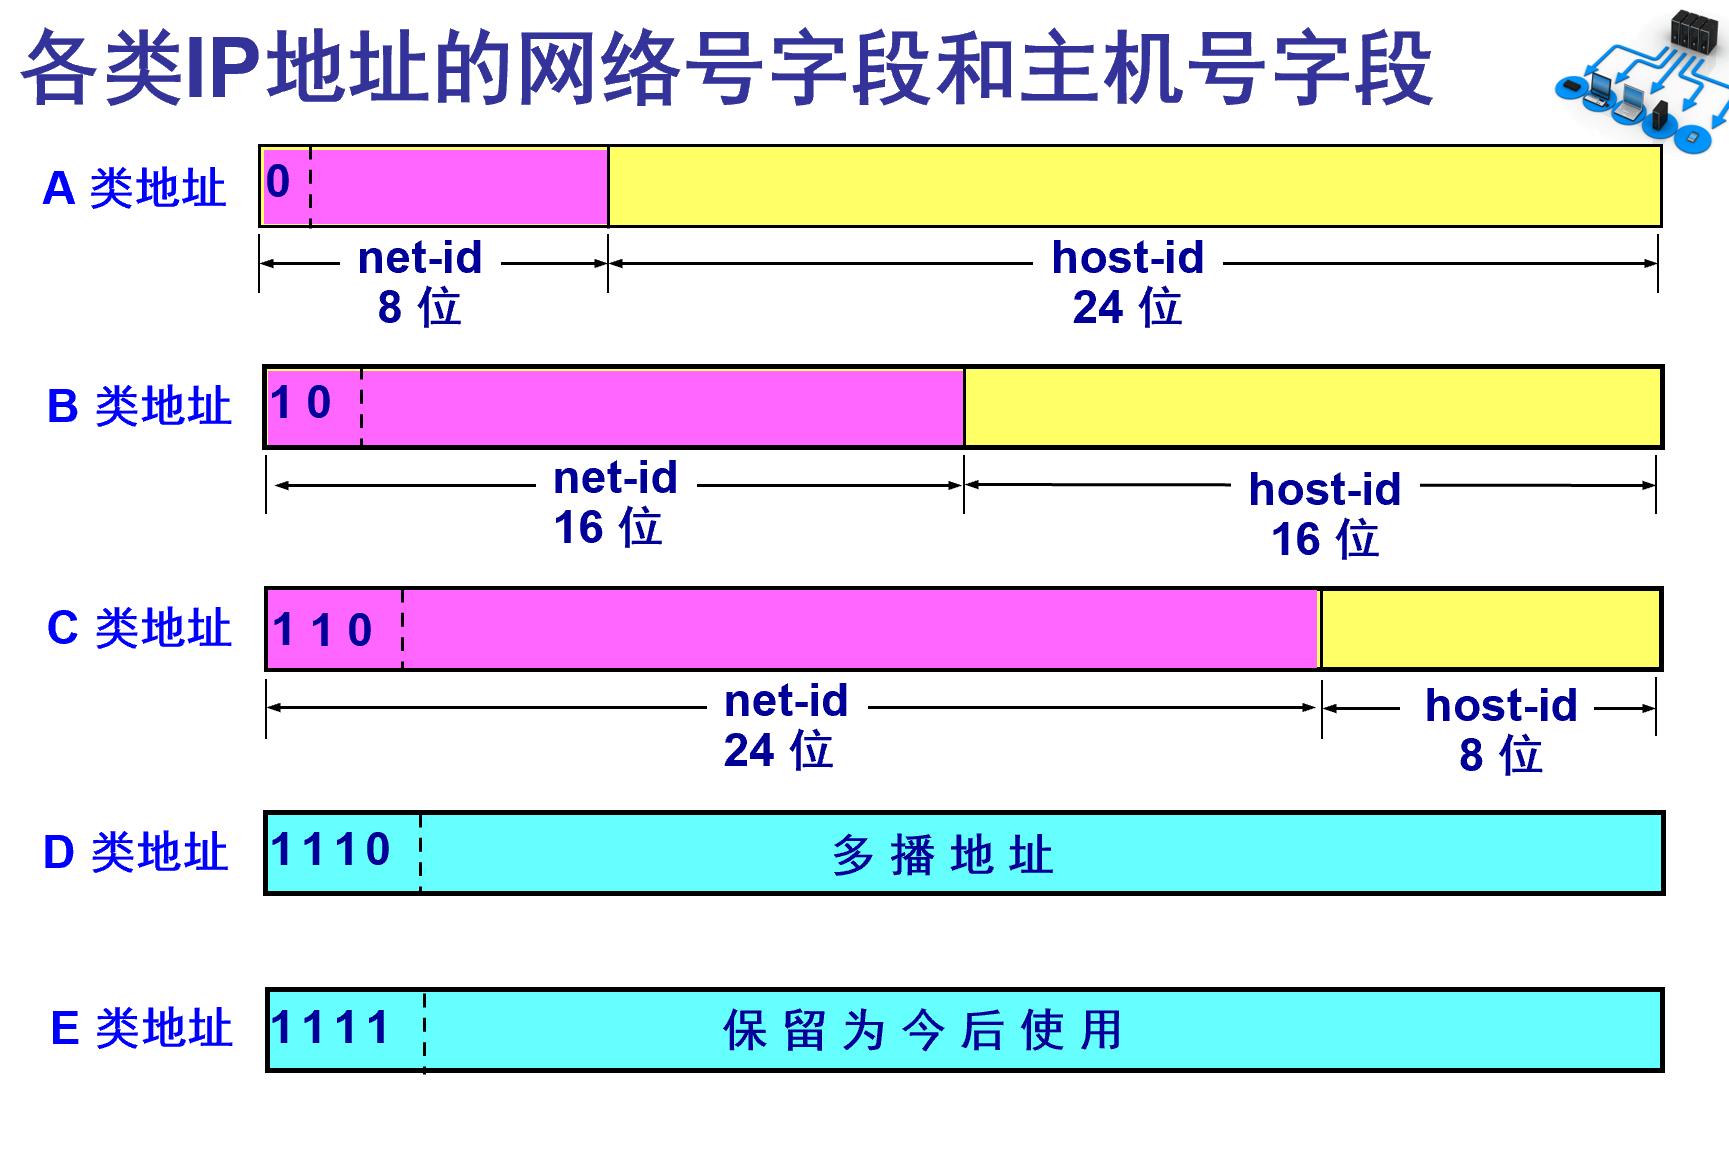 各类IP地址的网络号字段和主机号字段
A 类地址
0
net-id
8 位
host-id
24 位
B 类地址
1 0
net-id
16 位
host-id
16 位
C 类地址
1 1 0
net-id
24 位
host-id
8 位
D 类地址
1 1 1 0
多 播 地 址
E 类地址
1 1 1 1
保 留 为 今 后 使 用